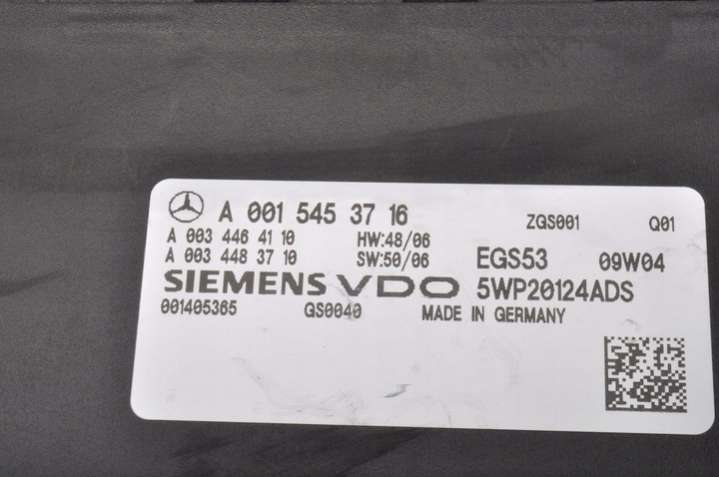 A 001 545 37 16 ZGS001 Q01
A 003 446 41 10 HW:48/06
A 003 448 37 10 SW:50/06 EGS53 09W04
SIEMENS VDO 5WP20124ADS
001405365 GS0040 MADE IN GERMANY